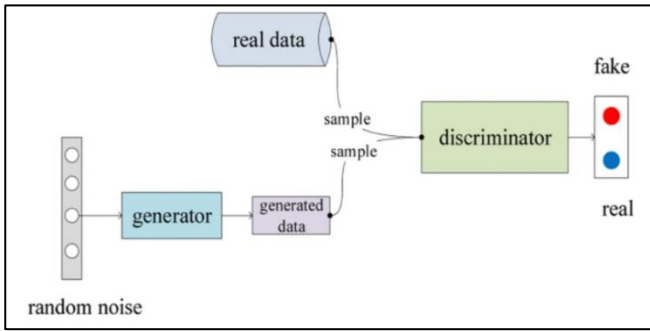 real data
fake
sample
discriminator
sample
generator
generated
data
real
random noise